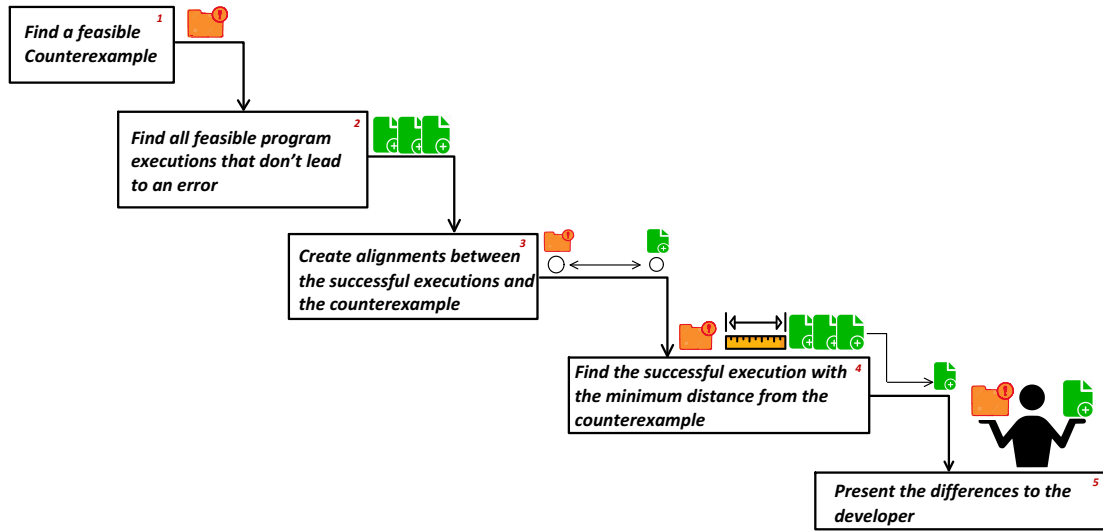 1
Find a feasible
Counterexample
2
Find all feasible program
executions that don't lead
to an error
3
Create alignments between
the successful executions and
the counterexample
4
Find the successful execution with
the minimum distance from the
counterexample
5
Present the differences to the
developer